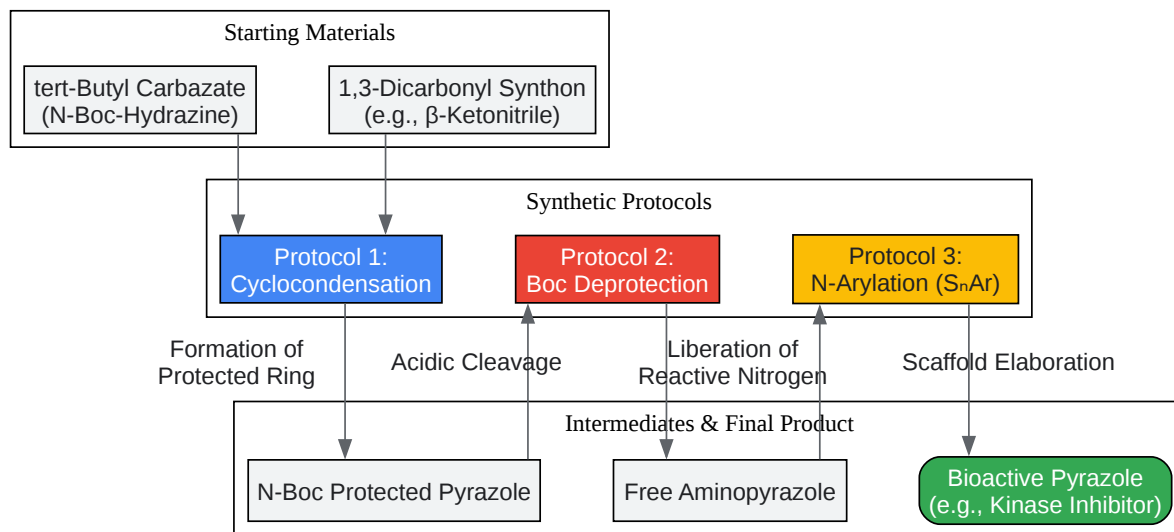 Starting Materials
tert-Butyl Carbazate
(N-Boc-Hydrazine)
1,3-Dicarbonyl Synthon
(e.g., β-Ketonitrile)
Synthetic Protocols
Protocol 1:
Cyclocondensation
Protocol 2:
Boc Deprotection
Protocol 3:
N-Arylation (SₙAr)
Formation of
Protected Ring
Acidic Cleavage
Liberation of
Reactive Nitrogen
Scaffold Elaboration
Intermediates & Final Product
N-Boc Protected Pyrazole
Free Aminopyrazole
Bioactive Pyrazole
(e.g., Kinase Inhibitor)